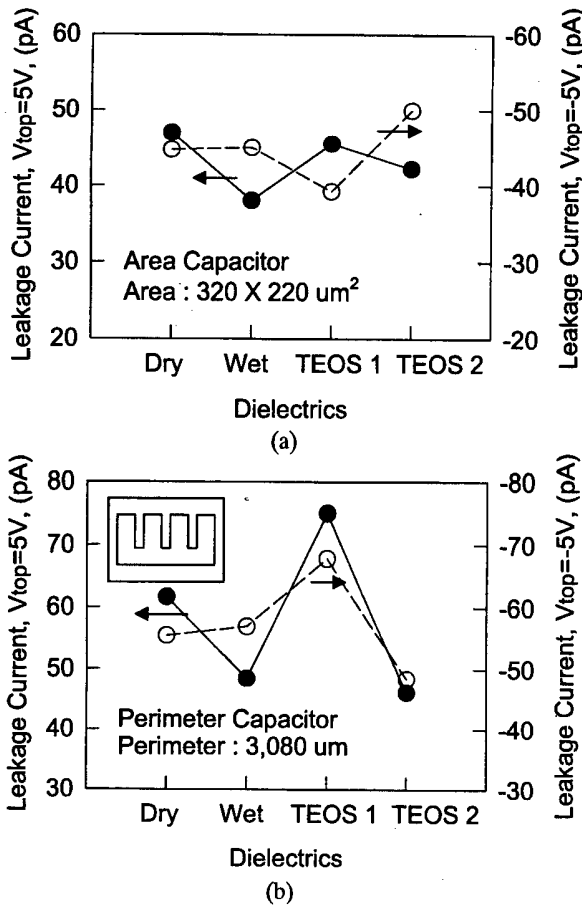 60
50
40
30
20
Leakage Current, Vtop=5V, (pA)
-60
-50
-40
-30
-20
Leakage Current, Vtop=-5V, (pA)
Area Capacitor
Area : 320 X 220 um²
Dry Wet TEOS 1 TEOS 2
Dielectrics
(a)
80
70
60
50
40
30
Leakage Current, Vtop=5V, (pA)
-80
-70
-60
-50
-40
-30
Leakage Current, Vtop=-5V, (pA)
Perimeter Capacitor
Perimeter : 3,080 um
Dry Wet TEOS 1 TEOS 2
Dielectrics
(b)